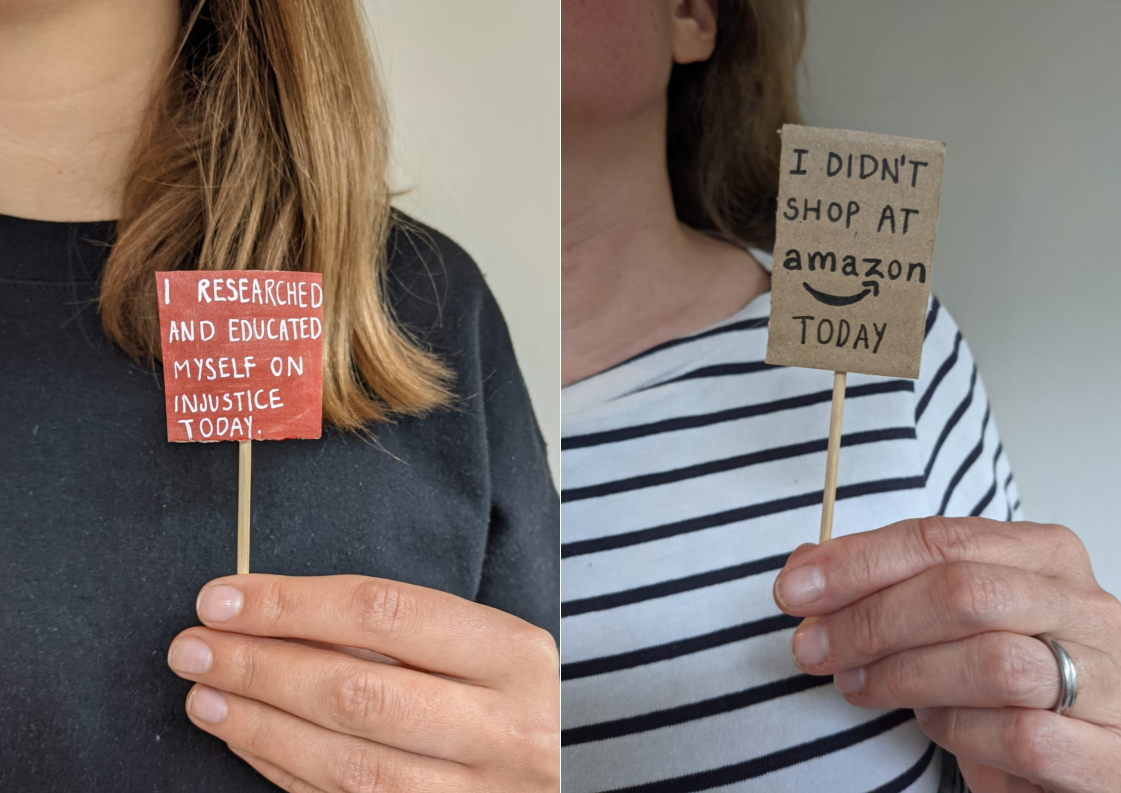 I RESEARCHED
AND EDUCATED
MYSELF ON
INJUSTICE
TODAY.
I DIDN'T
SHOP AT
amazon
TODAY